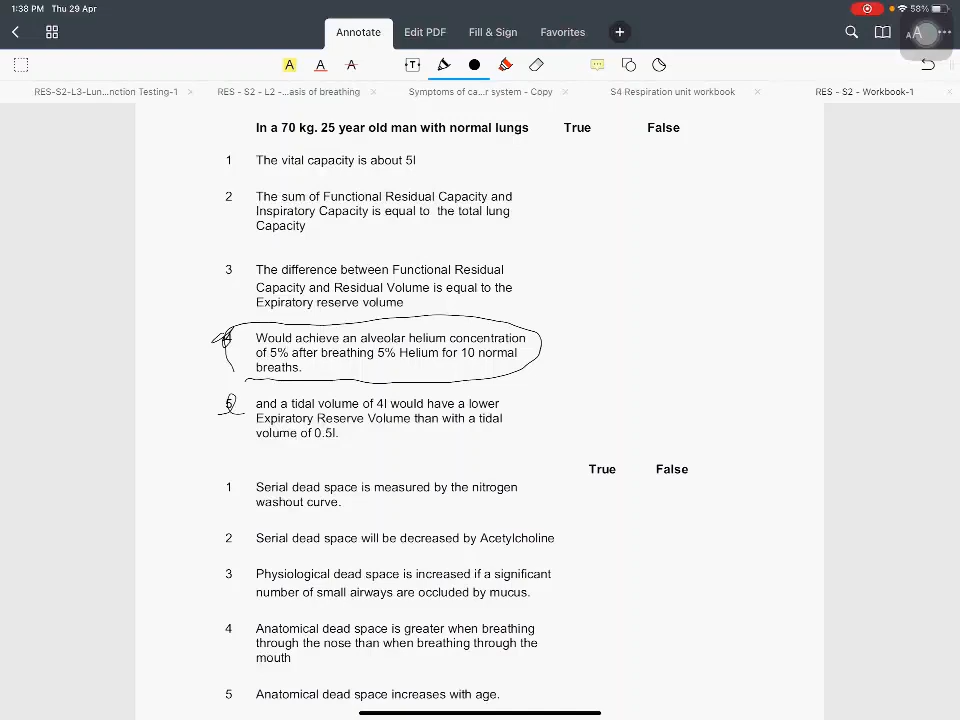 1:38 PM Thu 29 Apr
58%
Annotate Edit PDF Fill & Sign Favorites
RES-S2-L3-Lun...nction Testing-1 RES - S2 - L2 -...asis of breathing Symptoms of ca...r system - Copy S4 Respiration unit workbook RES - S2 - Workbook-1
In a 70 kg. 25 year old man with normal lungs True False
1 The vital capacity is about 5l
2 The sum of Functional Residual Capacity and
Inspiratory Capacity is equal to the total lung
Capacity
3 The difference between Functional Residual
Capacity and Residual Volume is equal to the
Expiratory reserve volume
4 Would achieve an alveolar helium concentration
of 5% after breathing 5% Helium for 10 normal
breaths.
5 and a tidal volume of 4l would have a lower
Expiratory Reserve Volume than with a tidal
volume of 0.5l.
True False
1 Serial dead space is measured by the nitrogen
washout curve.
2 Serial dead space will be decreased by Acetylcholine
3 Physiological dead space is increased if a significant
number of small airways are occluded by mucus.
4 Anatomical dead space is greater when breathing
through the nose than when breathing through the
mouth
5 Anatomical dead space increases with age.